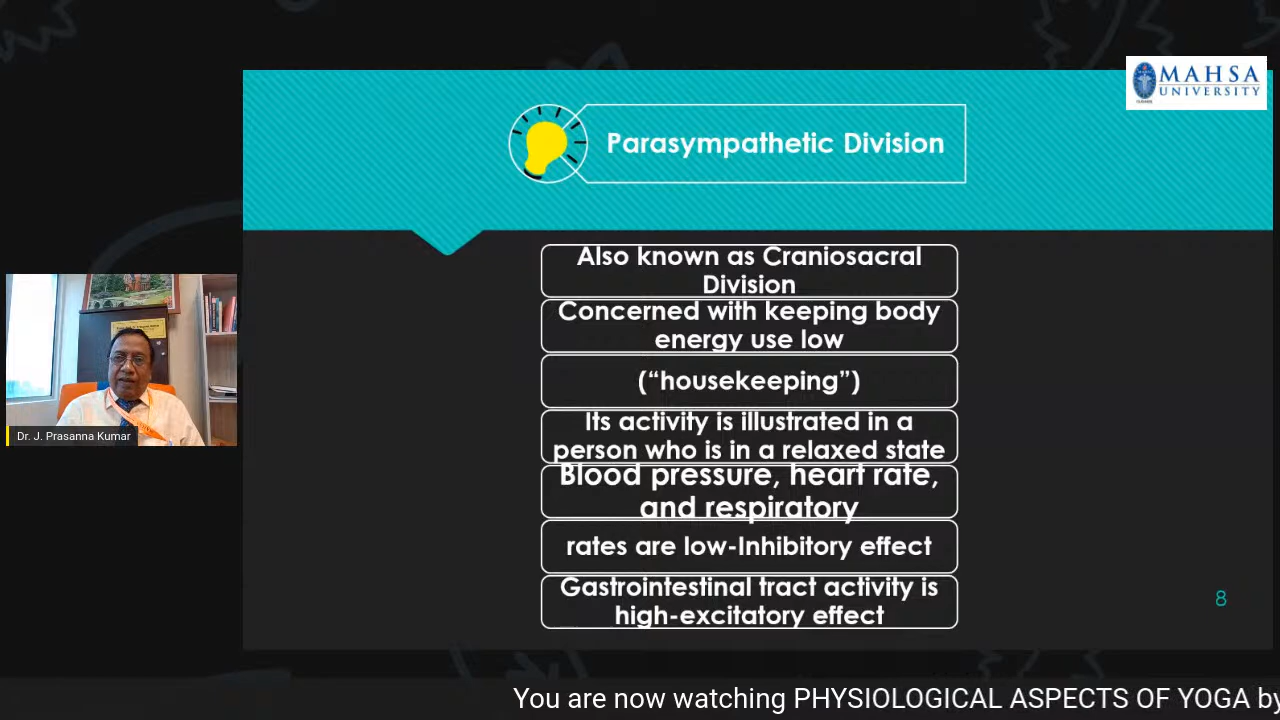 MAHSA
UNIVERSITY
Parasympathetic Division
Also known as Craniosacral
Division
Concerned with keeping body
energy use low
(“housekeeping”)
Its activity is illustrated in a
person who is in a relaxed state
Blood pressure, heart rate,
and respiratory
rates are low-Inhibitory effect
Gastrointestinal tract activity is
high-excitatory effect
8
Dr. J. Prasanna Kumar
You are now watching PHYSIOLOGICAL ASPECTS OF YOGA by